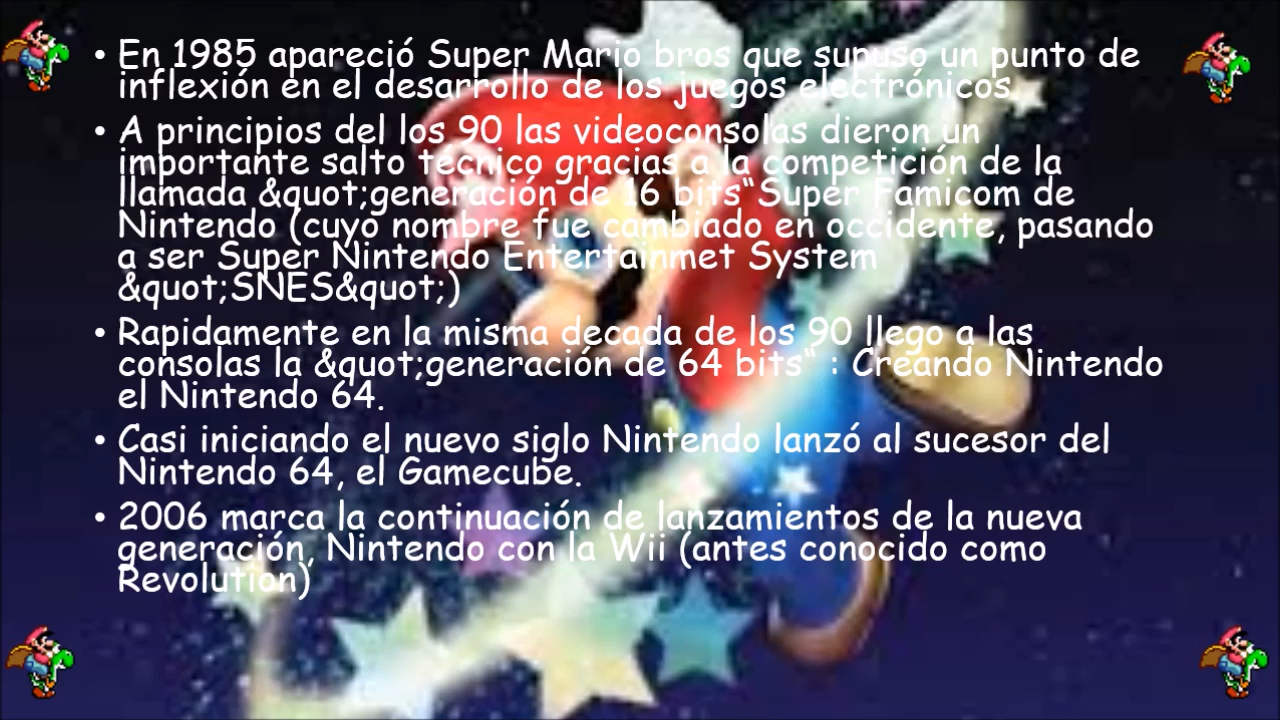 • En 1985 apareció Super Mario bros que supuso un punto de
inflexión en el desarrollo de los juegos electrónicos.
• A principios del los 90 las videoconsolas dieron un
importante salto técnico gracias a la competición de la
llamada &quot;generación de 16 bits“Super Famicom de
Nintendo (cuyo nombre fue cambiado en occidente, pasando
a ser Super Nintendo Entertainmet System
&quot;SNES&quot;)
• Rapidamente en la misma decada de los 90 llego a las
consolas la &quot;generación de 64 bits“ : Creando Nintendo
el Nintendo 64.
• Casi iniciando el nuevo siglo Nintendo lanzó al sucesor del
Nintendo 64, el Gamecube.
• 2006 marca la continuación de lanzamientos de la nueva
generación, Nintendo con la Wii (antes conocido como
Revolution)